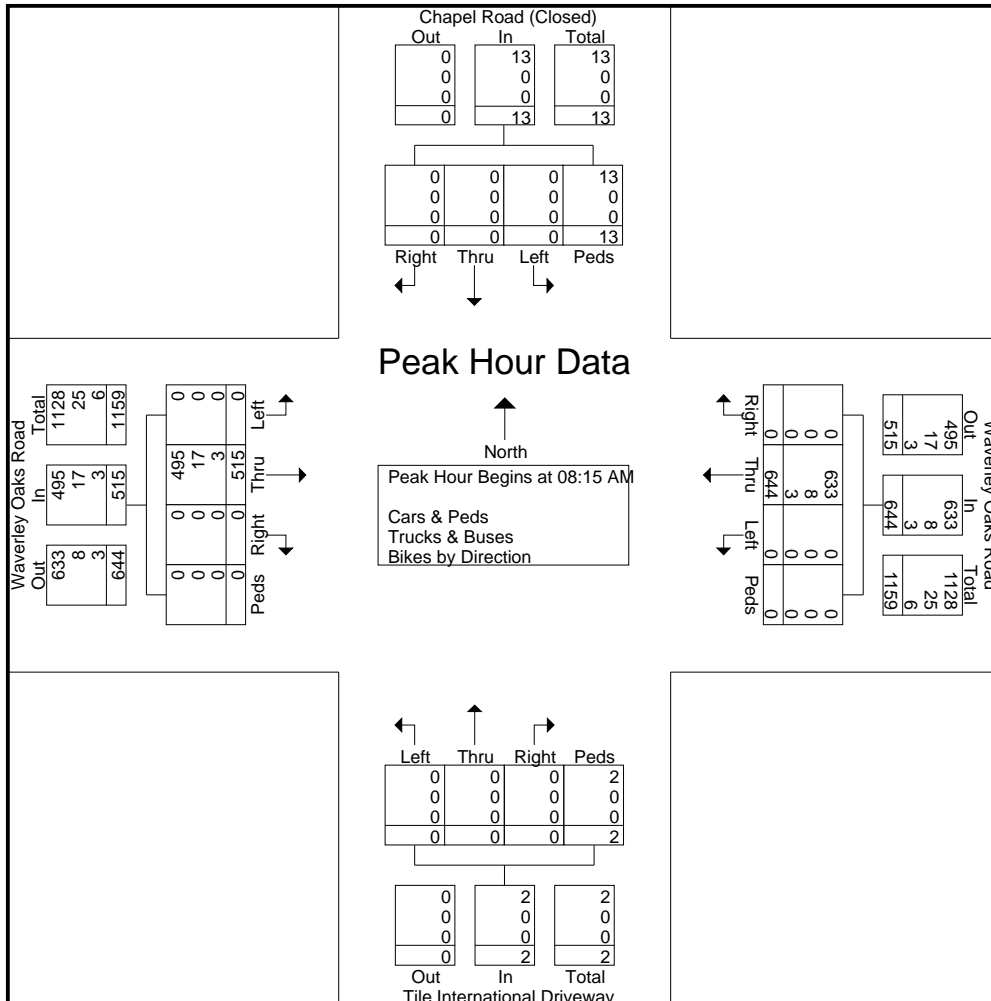 Chapel Road (Closed)
Out In Total
0 13 13
0 0 0
0 0 0
0 13 13
0 0 0 13
0 0 0 0
0 0 0 0
0 0 0 13
Right Thru Left Peds
Peak Hour Data
North
Peak Hour Begins at 08:15 AM
Cars & Peds
Trucks & Buses
Bikes by Direction
Waverley Oaks Road
Total In Out
1128 495 633
25 17 8
6 3 3
1159 515 644
0 495 0 0
0 17 0 0
0 3 0 0
0 515 0 0
Left Thru Right Peds
Right Thru Left Peds
0 633 0 0
0 8 0 0
0 3 0 0
0 644 0 0
Waverley Oaks Road
Out In Total
495 633 1128
17 8 25
3 3 6
515 644 1159
Left Thru Right Peds
0 0 0 2
0 0 0 0
0 0 0 0
0 0 0 2
0 2 2
0 0 0
0 0 0
0 2 2
Out In Total
Tile International Driveway